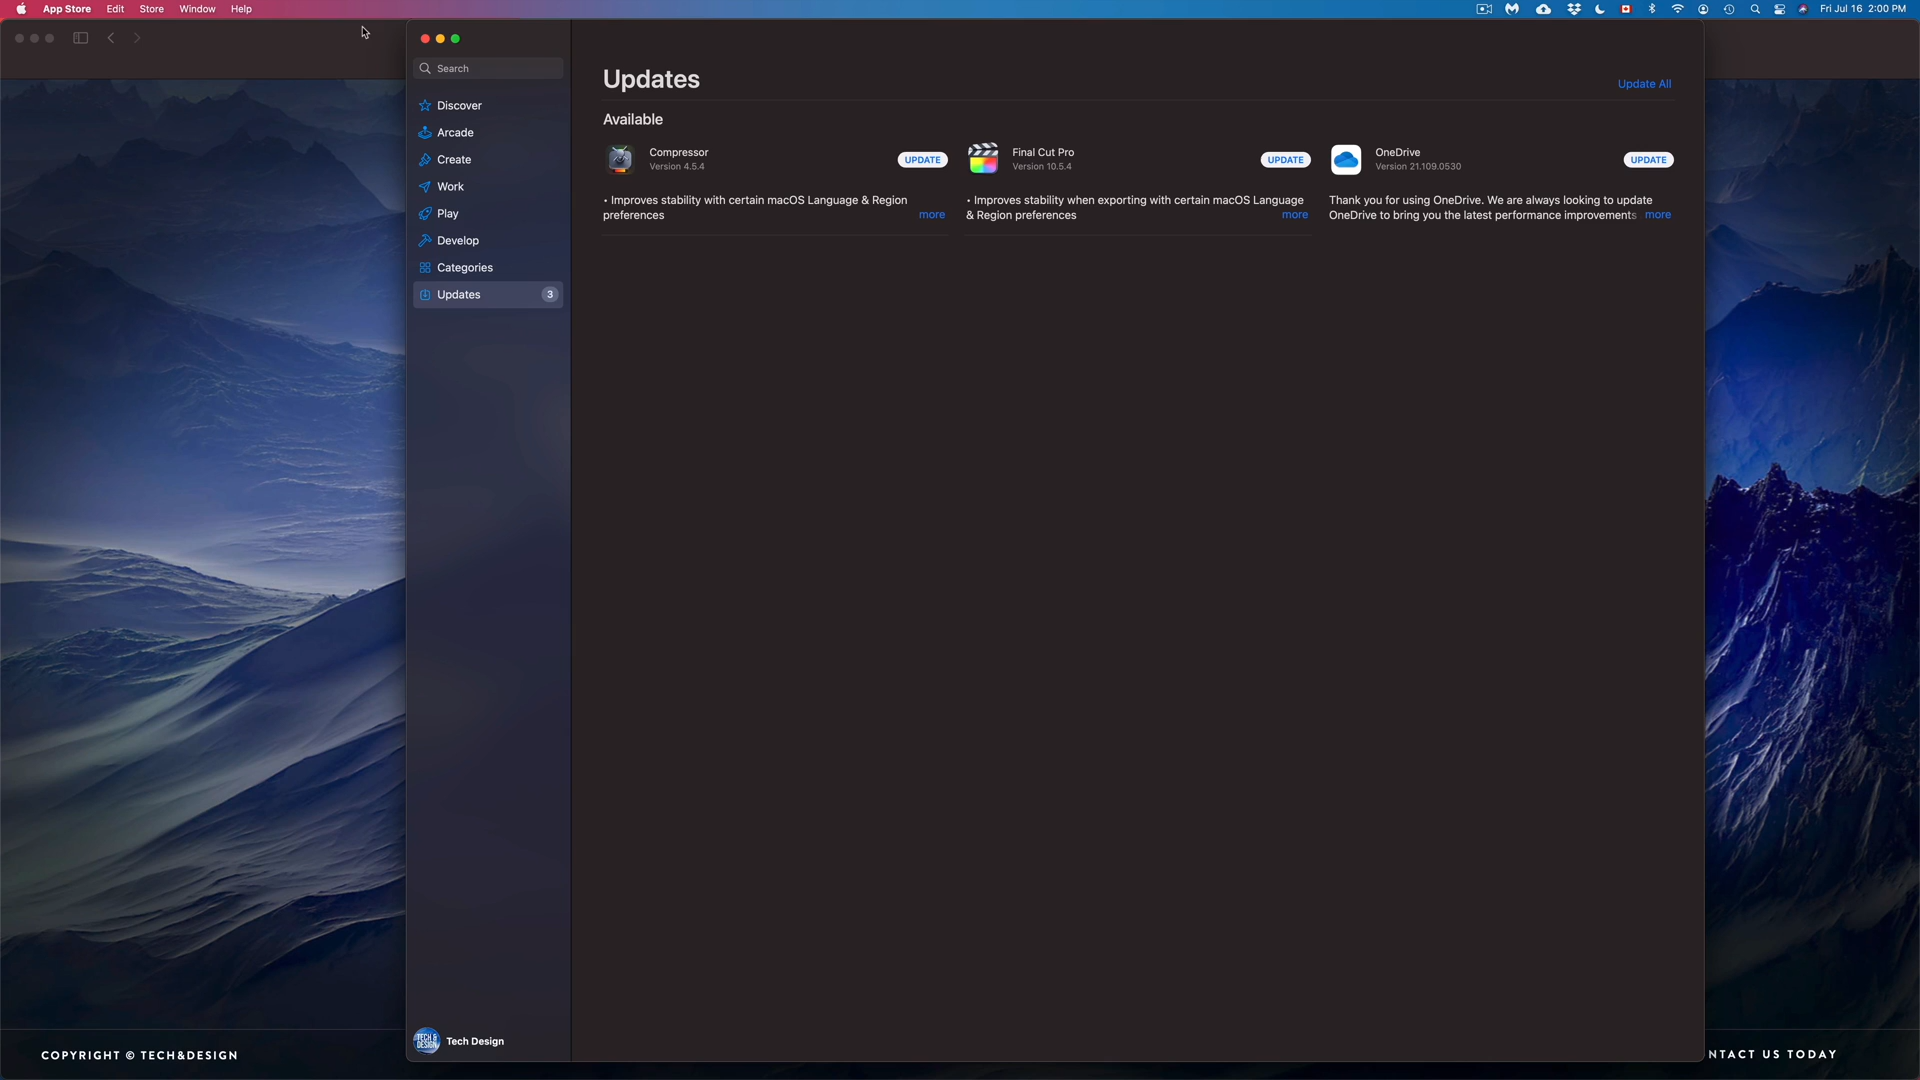 App Store Edit Store Window Help
Fri Jul 16 2:00 PM
Search
Discover
Arcade
Create
Work
Play
Develop
Categories
Updates 3
Tech Design
Updates
Update All
Available
Compressor
Version 4.5.4
UPDATE
• Improves stability with certain macOS Language & Region
preferences more
Final Cut Pro
Version 10.5.4
UPDATE
• Improves stability when exporting with certain macOS Language
& Region preferences more
OneDrive
Version 21.109.0530
UPDATE
Thank you for using OneDrive. We are always looking to update
OneDrive to bring you the latest performance improvements more
TECH &
DESIGN
COPYRIGHT © TECH&DESIGN
NTACT US TODAY